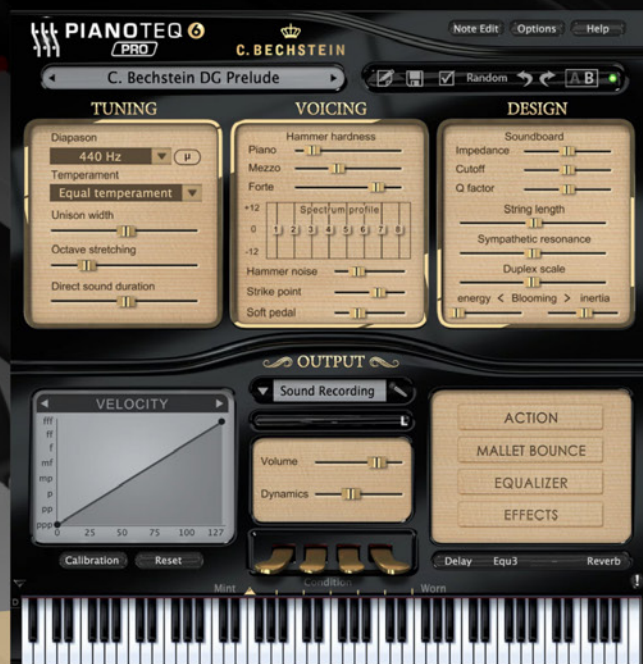 PIANOTEQ 6
PRO
C. BECHSTEIN
Note Edit Options Help
C. Bechstein DG Prelude
Random A B
TUNING
Diapason
440 Hz μ
Temperament
Equal temperament
Unison width
Octave stretching
Direct sound duration
VOICING
Hammer hardness
Piano
Mezzo
Forte
+12 Spectrum profile
0 1 2 3 4 5 6 7 8
-12
Hammer noise
Strike point
Soft pedal
DESIGN
Soundboard
Impedance
Cutoff
Q factor
String length
Sympathetic resonance
Duplex scale
energy < Blooming > inertia
OUTPUT
VELOCITY
fff
ff
f
mf
mp
p
pp
ppp
0 25 50 75 100 127
Calibration Reset
Sound Recording
L
Volume
Dynamics
ACTION
MALLET BOUNCE
EQUALIZER
EFFECTS
Delay Equ3 Reverb
Mint Condition Worn
!